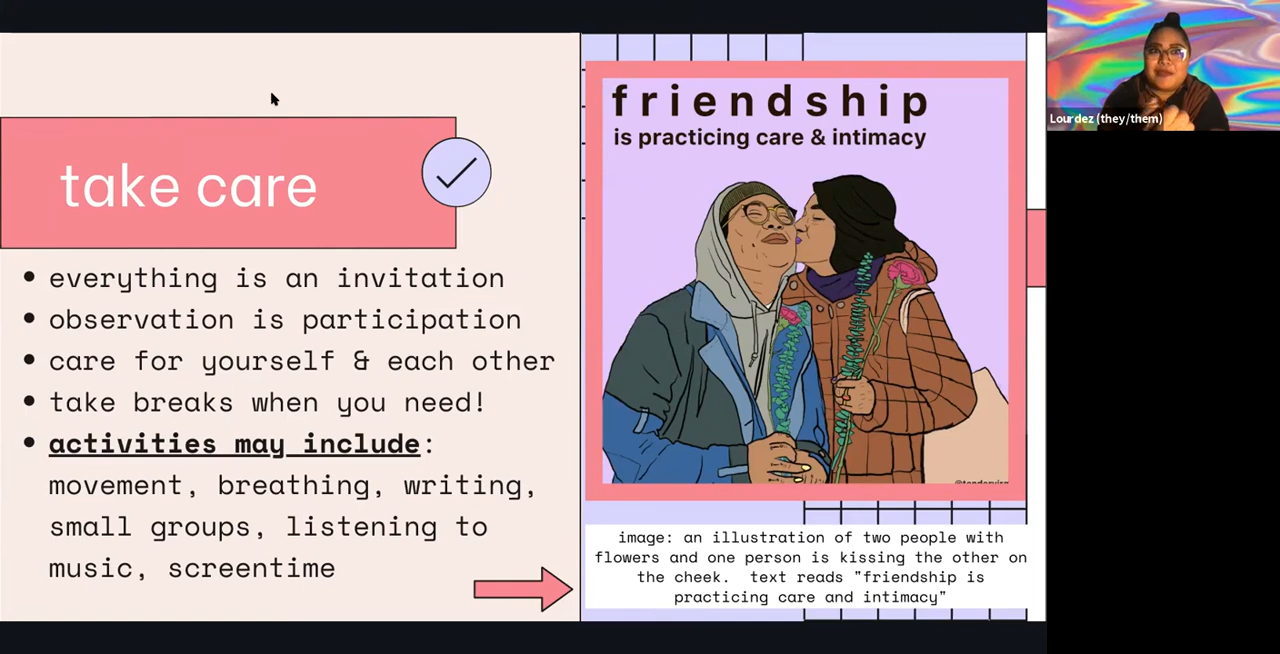 take care
everything is an invitation
observation is participation
care for yourself & each other
take breaks when you need!
activities may include:
movement, breathing, writing,
small groups, listening to
music, screentime
friendship
is practicing care & intimacy
image: an illustration of two people with
flowers and one person is kissing the other on
the cheek. text reads "friendship is
practicing care and intimacy"
Lourdez (they/them)